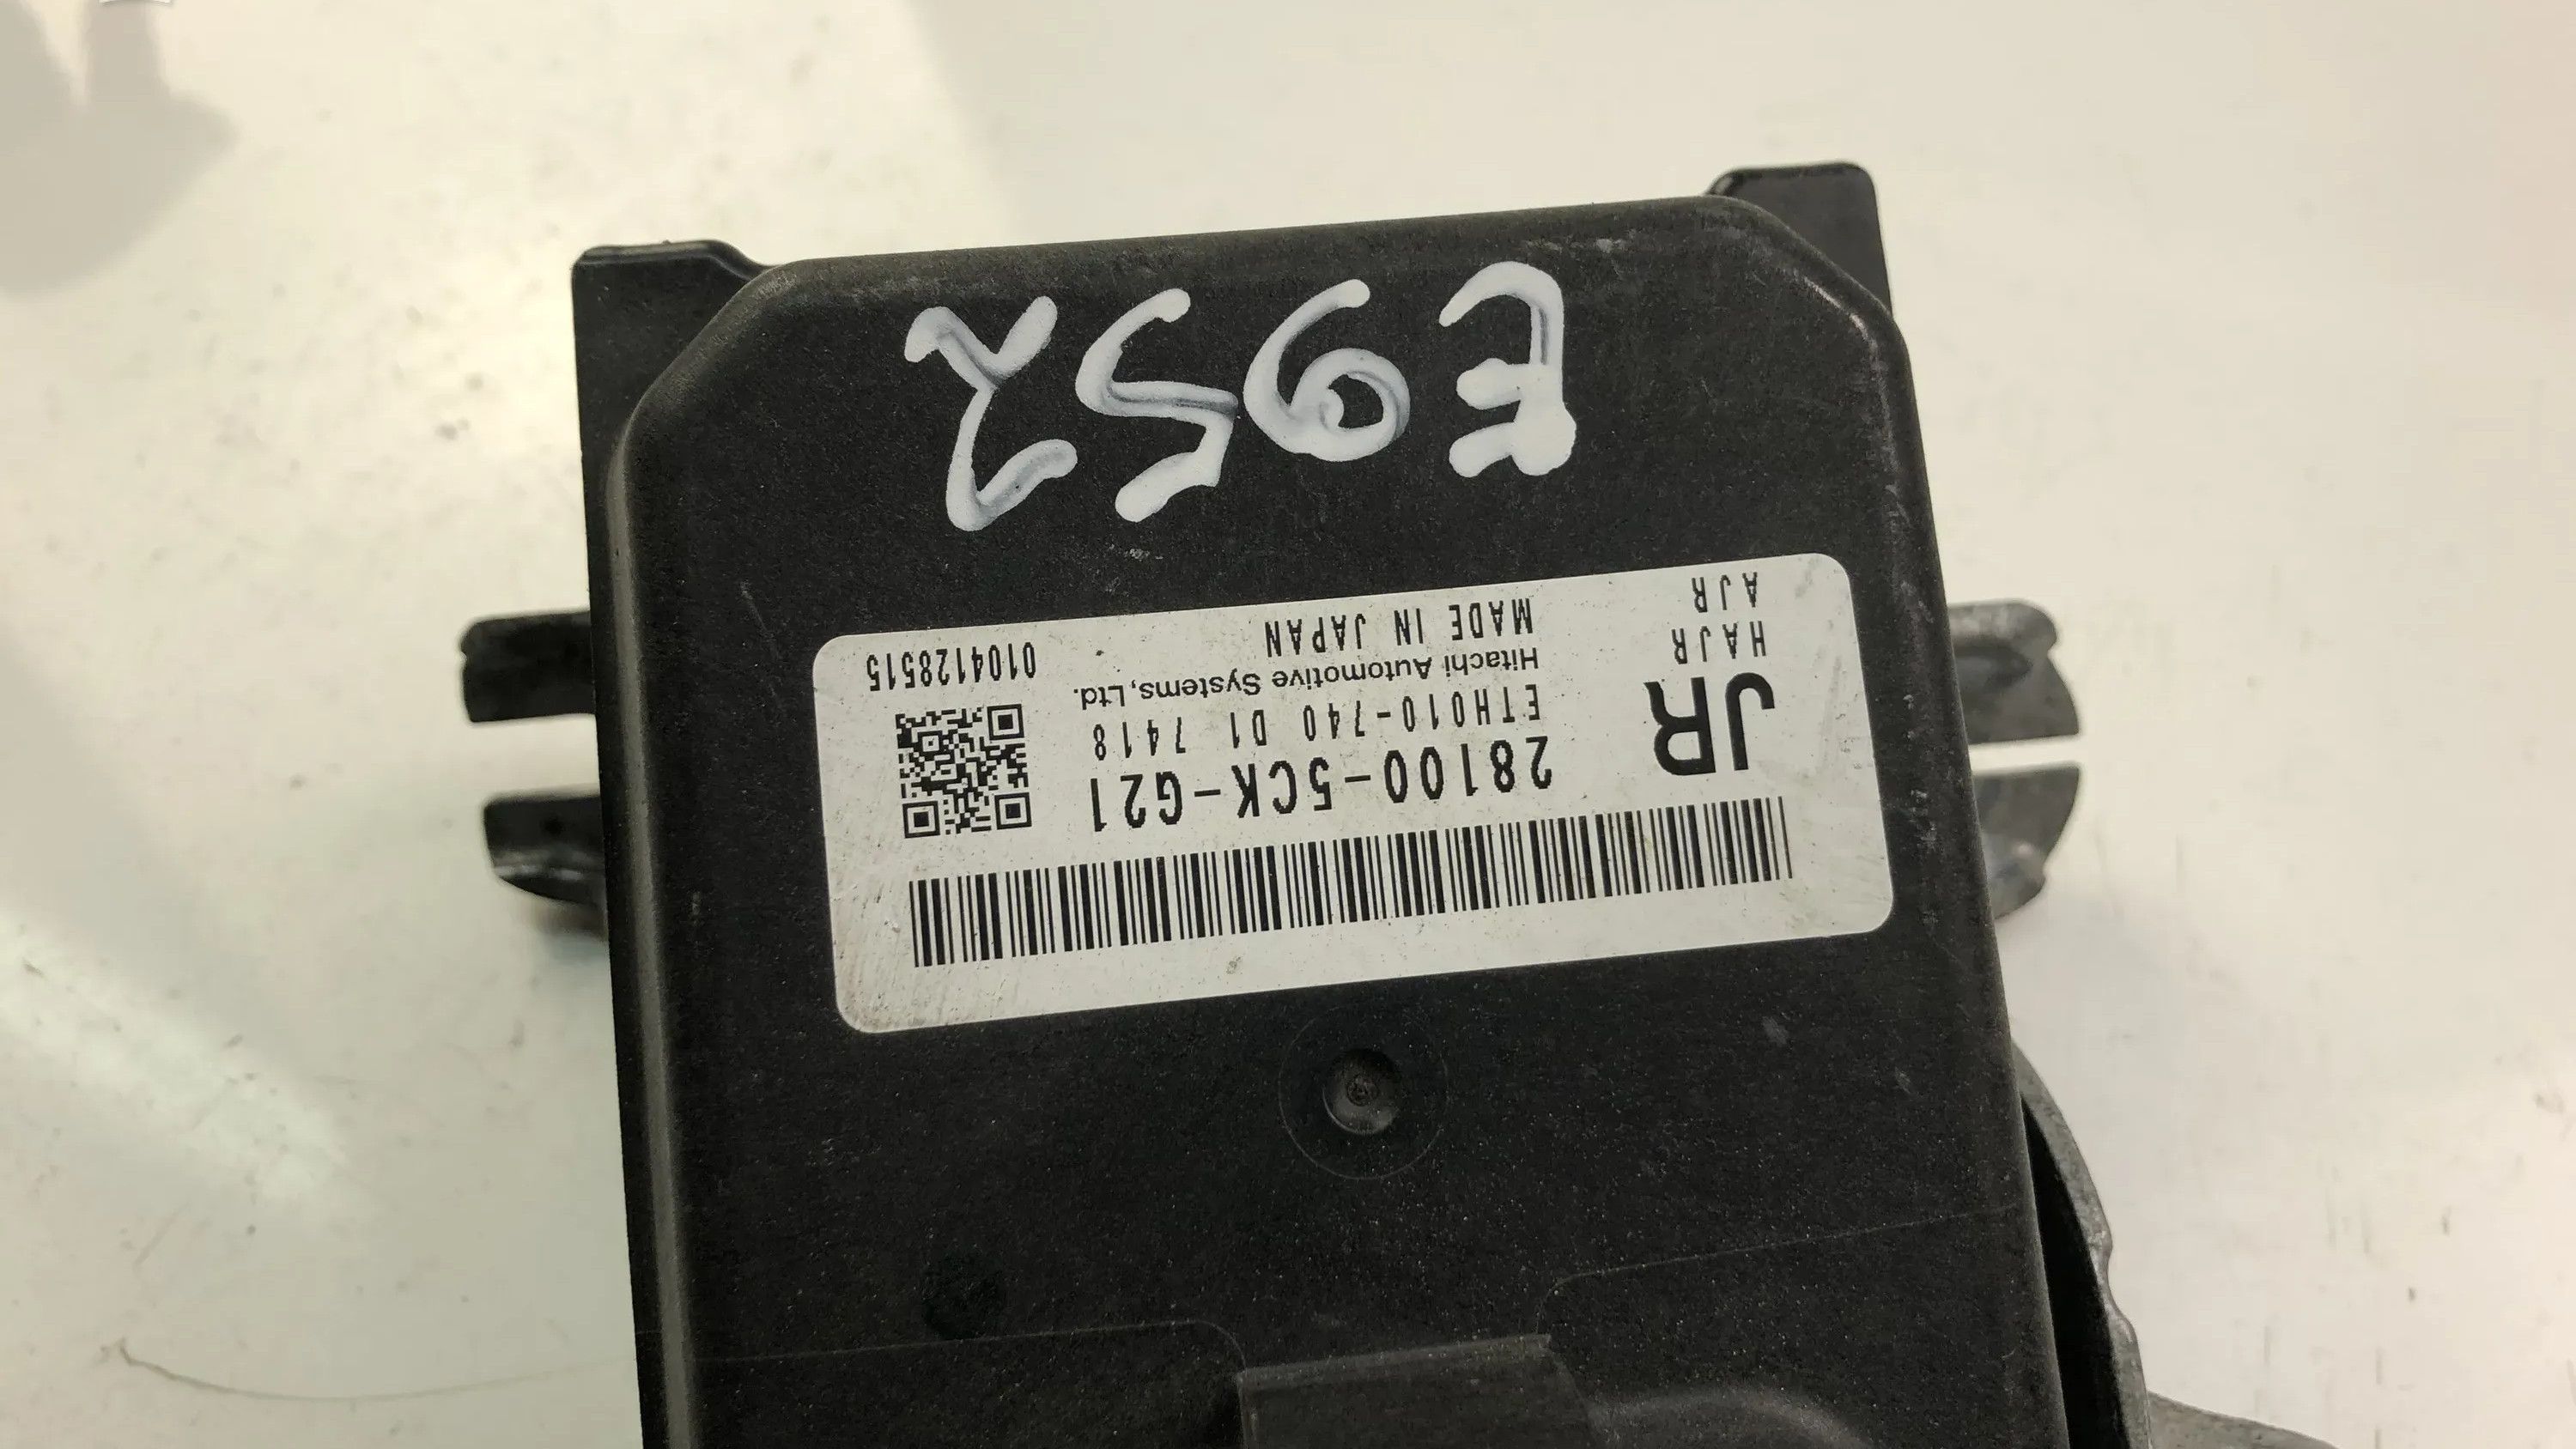 JR
HAJR
AJR
28100-5CK-G21
ETH010-740 D1 7418
Hitachi Automotive Systems,Ltd.
MADE IN JAPAN
0104128515
E952